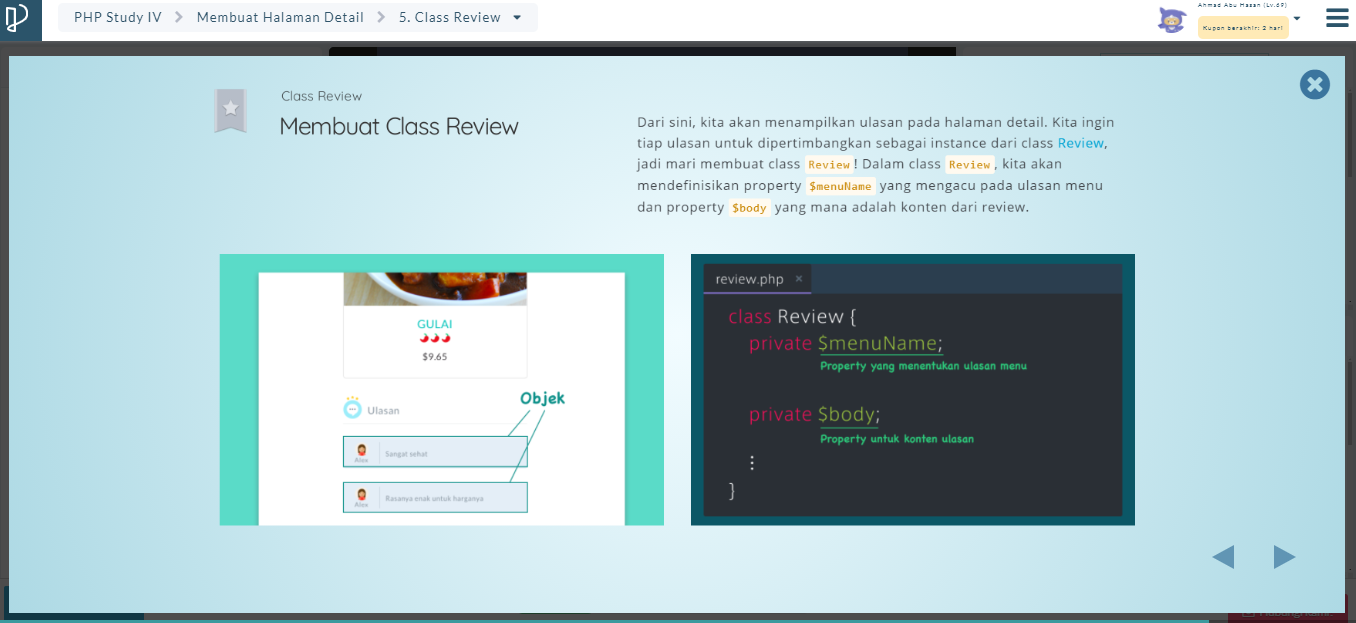 PHP Study IV
Membuat Halaman Detail
5. Class Review
Ahmad Abu Hasan (Lv.69)
Kupon berakhir: 2 hari
Class Review
Membuat Class Review
Dari sini, kita akan menampilkan ulasan pada halaman detail. Kita ingin
tiap ulasan untuk dipertimbangkan sebagai instance dari class Review,
jadi mari membuat class Review! Dalam class Review, kita akan
mendefinisikan property $menuName yang mengacu pada ulasan menu
dan property $body yang mana adalah konten dari review.
GULAI
$9.65
Ulasan
Objek
Alex
Sangat sehat
Alex
Rasanya enak untuk harganya
review.php ×
class Review {
private $menuName;
Property yang menentukan ulasan menu
private $body;
Property untuk konten ulasan
⋮
}